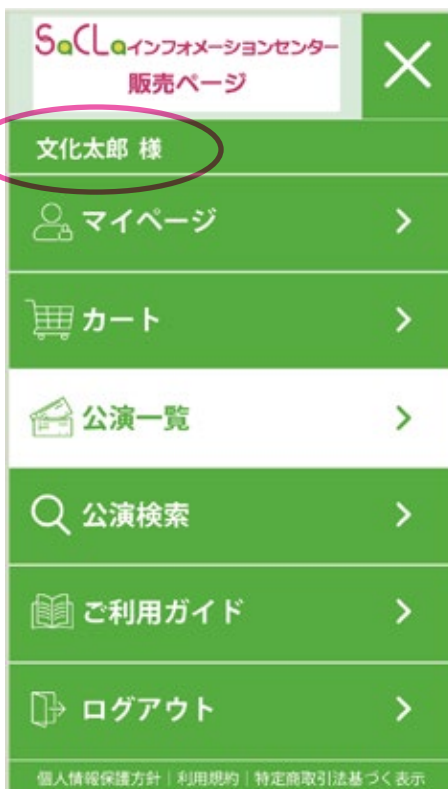 SaCLaインフォメーションセンター
販売ページ
文化太郎 様
マイページ
カート
公演一覧
公演検索
ご利用ガイド
ログアウト
個人情報保護方針｜利用規約｜特定商取引法基づく表示